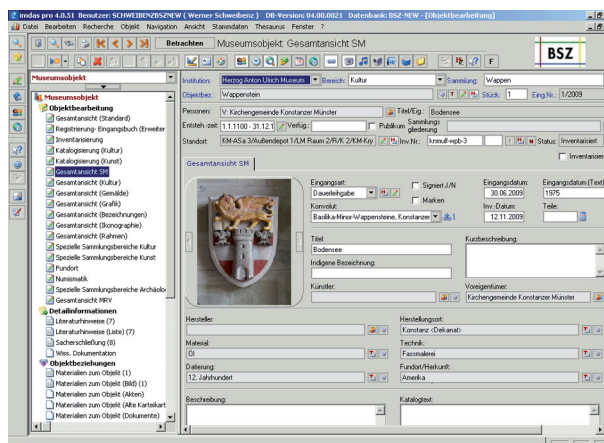 imdas pro 4.0.51 Benutzer: SCHWEIBENZBSZNEW ( Werner Schweibenz ) DB-Version: 04.00.0021 Datenbank: BSZ-NEW - [Objektbearbeitung]
Datei Bearbeiten Recherche Objekt Navigation Ansicht Stammdaten Thesaurus Fenster ?
Betrachten Museumsobjekt: Gesamtansicht SM
F
BSZ
Museumsobjekt
Museumsobjekt
Objektbearbeitung
Gesamtansicht (Standard)
Registrierung- Eingangsbuch (Erweiter
Inventarisierung
Katalogisierung (Kultur)
Katalogisierung (Kunst)
Gesamtansicht SM
Gesamtansicht (Kultur)
Gesamtansicht (Gemälde)
Gesamtansicht (Grafik)
Gesamtansicht (Bezeichnungen)
Gesamtansicht (Ikonographie)
Gesamtansicht (Rahmen)
Spezielle Sammlungsbereiche Kultur
Spezielle Sammlungsbereiche Kunst
Fundort
Numismatik
Spezielle Sammlungsbereiche Archäolo
Gesamtansicht MRV
Detailinformationen
Literaturhinweise (7)
Literaturhinweise (Liste) (7)
Sacherschließung (8)
Wiss. Dokumentation
Objektbeziehungen
Materialien zum Objekt (1)
Materialien zum Objekt (Bild) (1)
Materialien zum Objekt (Akten)
Materialien zum Objekt (Alte Karteikart
Materialien zum Objekt (Dokumente)
Institution: Herzog Anton Ulrich Museum Bereich: Kultur Sammlung: Wappen
Objektbez.: Wappenstein Stück: 1 Eing.Nr.: 1/2009
Personen: V: Kirchengemeinde Konstanzer Münster Titel/Eig.: Bodensee
Entsteh.-zeit: 1.1.1100 - 31.12.1 Verfüg.: Publikum Sammlungs
gliederung
Standort: KM-ASa 3/Außendepot 1/LM Raum 2/R/K 2/KM-Kry Inv.Nr.: knmulf-wpb-3 Status: Inventarisiert
Inventarisier
Gesamtansicht SM
Eingangsart: Signiert J/N Eingangsdatum: Eingangsdatum (Text)
Dauerleihgabe 30.06.2009 1975
Marken
Konvolut: Inv.-Datum: Teile:
Basilika-Minor-Wappensteine, Konstanzer 1 12.11.2009
Titel: Kurzbeschreibung:
Bodensee
Indigene Bezeichnung:
Künstler: Voreigentümer:
Kirchengemeinde Konstanzer Münster
Hersteller: Herstellungsort:
Konstanz <Dekanat>
Material: Technik:
Öl Fassmalerei
Datierung: Fundort/Herkunft:
12. Jahrhundert Amerika
Beschreibung: Katalogtext: